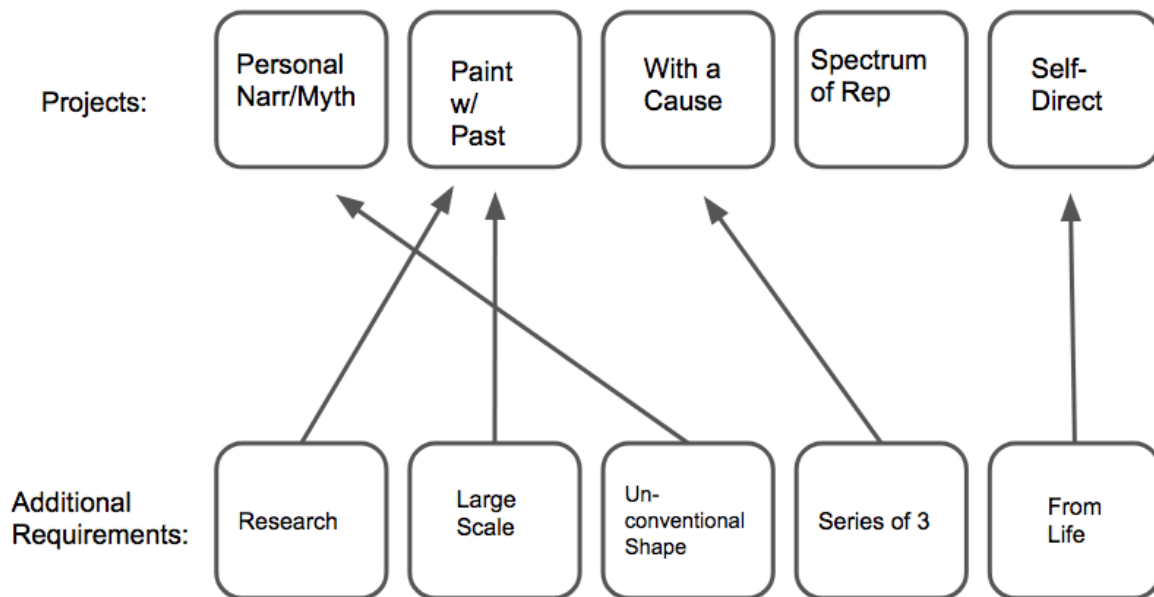 Projects:
Personal
Narr/Myth
Paint
w/
Past
With a
Cause
Spectrum
of Rep
Self-
Direct
Additional
Requirements:
Research
Large
Scale
Un-
conventional
Shape
Series of 3
From
Life